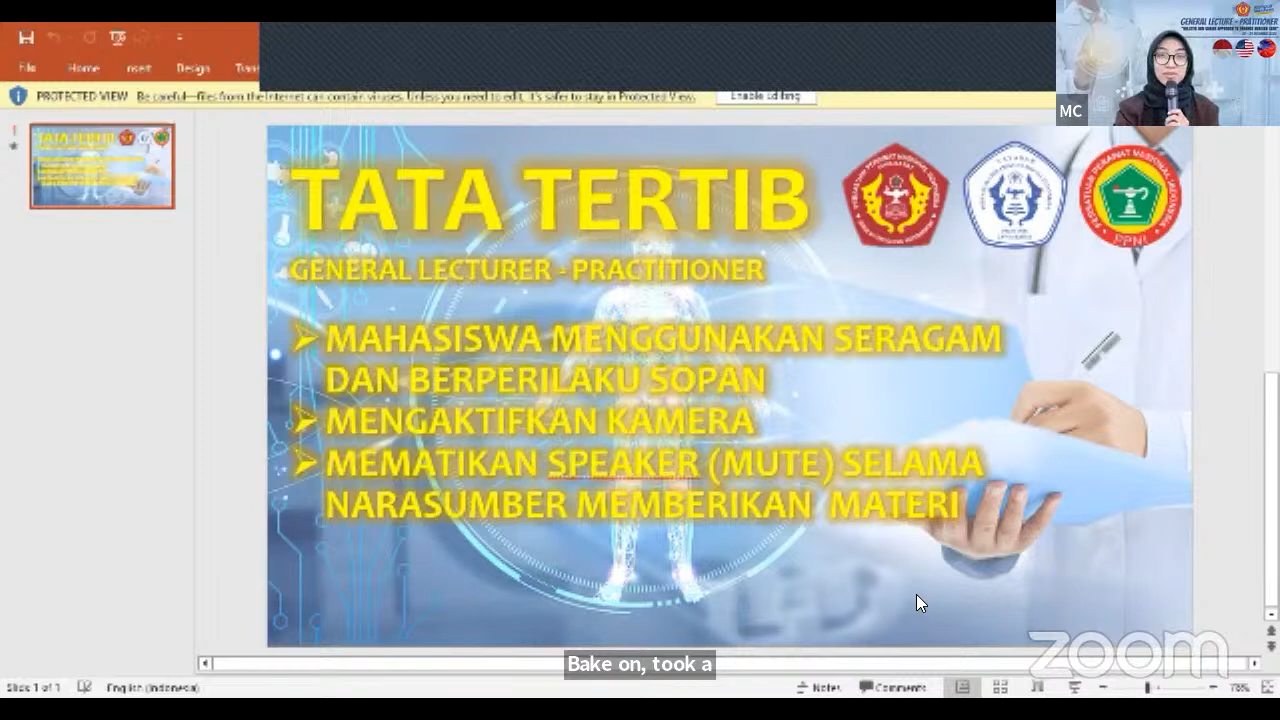 File Home Insert Design
PROTECTED VIEW Be careful—files from the Internet can contain viruses. Unless you need to edit, it's safer to stay in Protected View. Enable Editing
GENERAL LECTURE - PRATITIONER
MC
TATA TERTIB
GENERAL LECTURER - PRACTITIONER
MAHASISWA MENGGUNAKAN SERAGAM
DAN BERPERILAKU SOPAN
MENGAKTIFKAN KAMERA
MEMATIKAN SPEAKER (MUTE) SELAMA
NARASUMBER MEMBERIKAN MATERI
PPNI
zoom
Bake on, took a
Slide 1 of 1 English (Indonesia) Notes Comments 78%